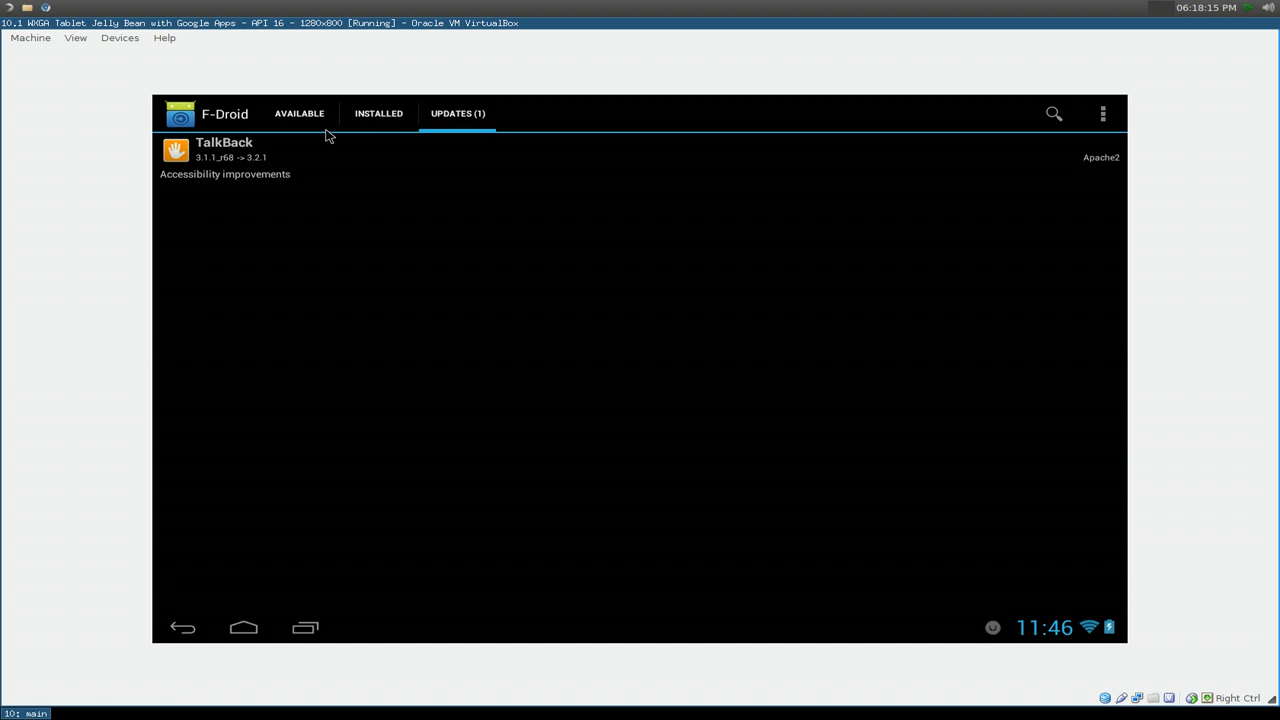 06:18:15 PM
10,1 WXGA Tablet Jelly Bean with Google Apps - API 16 - 1280x800 [Running] - Oracle VM VirtualBox
Machine View Devices Help
F-Droid AVAILABLE INSTALLED UPDATES (1)
TalkBack
3.1.1_r68 -> 3.2.1 Apache2
Accessibility improvements
11:46
Right Ctrl
10: main